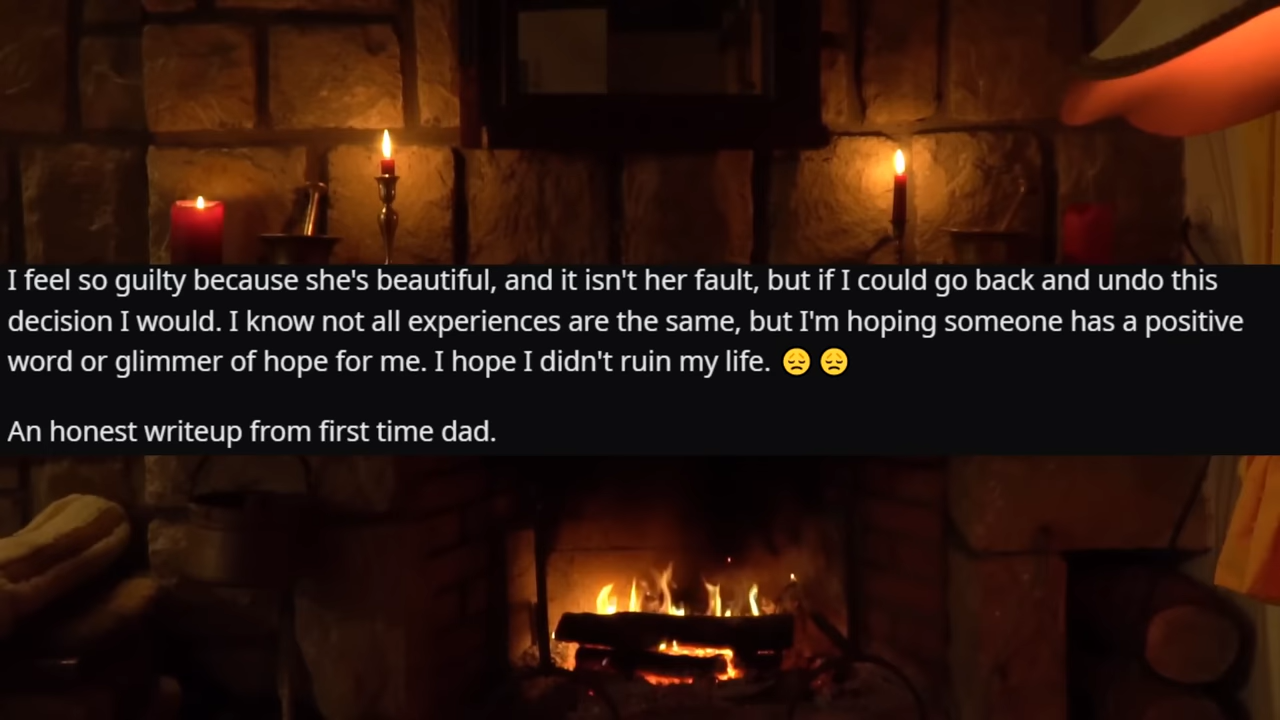 I feel so guilty because she's beautiful, and it isn't her fault, but if I could go back and undo this
decision I would. I know not all experiences are the same, but I'm hoping someone has a positive
word or glimmer of hope for me. I hope I didn't ruin my life. 😔 😔
An honest writeup from first time dad.